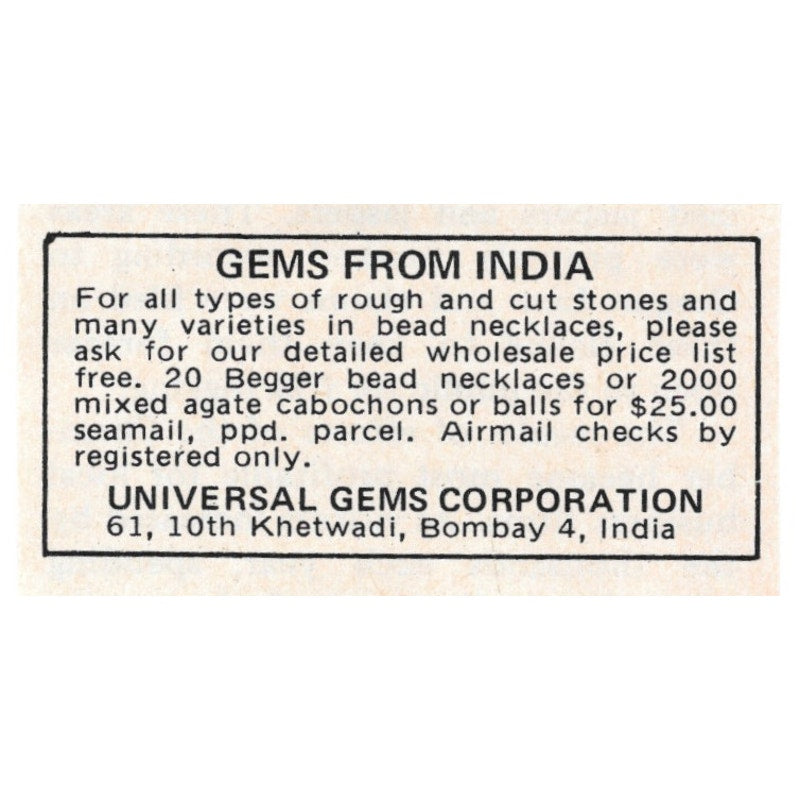 GEMS FROM INDIA
For all types of rough and cut stones and
many varieties in bead necklaces, please
ask for our detailed wholesale price list
free. 20 Begger bead necklaces or 2000
mixed agate cabochons or balls for $25.00
seamail, ppd. parcel. Airmail checks by
registered only.
UNIVERSAL GEMS CORPORATION
61, 10th Khetwadi, Bombay 4, India